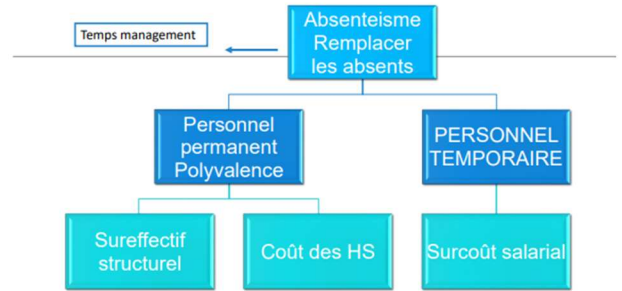 Temps management
Absenteisme
Remplacer
les absents
Personnel
permanent
Polyvalence
PERSONNEL
TEMPORAIRE
Sureffectif
structurel
Coût des HS
Surcoût salarial